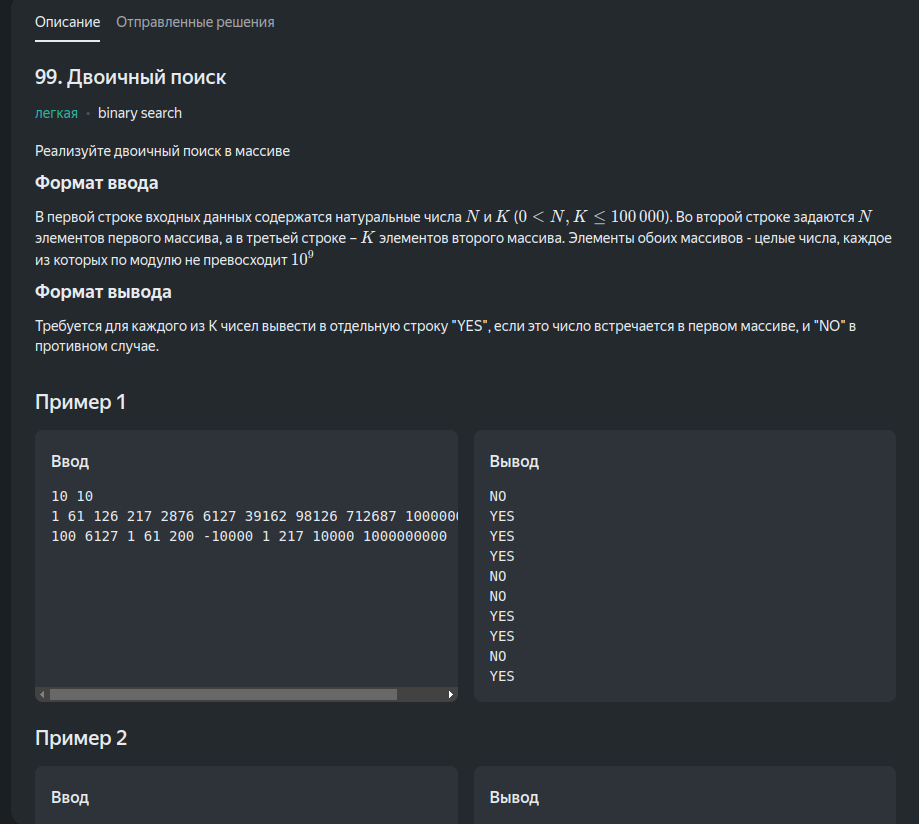 Описание Отправленные решения
99. Двоичный поиск
легкая · binary search
Реализуйте двоичный поиск в массиве
Формат ввода
В первой строке входных данных содержатся натуральные числа N и K (0 < N, K ≤ 100 000). Во второй строке задаются N
элементов первого массива, а в третьей строке – K элементов второго массива. Элементы обоих массивов - целые числа, каждое
из которых по модулю не превосходит 10⁹
Формат вывода
Требуется для каждого из K чисел вывести в отдельную строку "YES", если это число встречается в первом массиве, и "NO" в
противном случае.
Пример 1
Ввод
10 10
1 61 126 217 2876 6127 39162 98126 712687
100 6127 1 61 200 -10000 1 217 10000 1000000000
Вывод
NO
YES
YES
YES
NO
NO
YES
YES
NO
YES
Пример 2
Ввод
Вывод